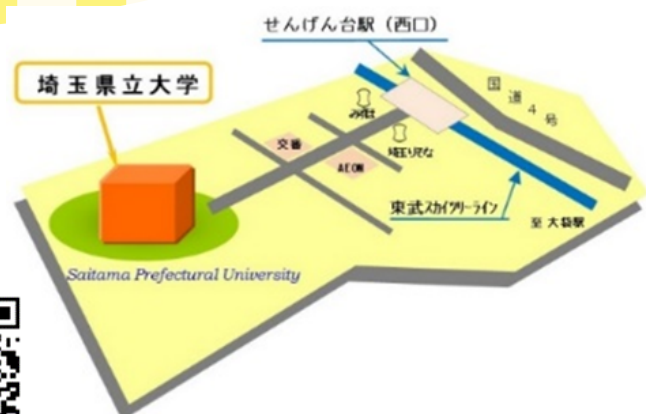 せんげん台駅（西口）
埼玉県立大学
国道4号
みずほ
埼玉りそな
交番
AEON
東武スカイツリーライン
至 大袋駅
Saitama Prefectural University